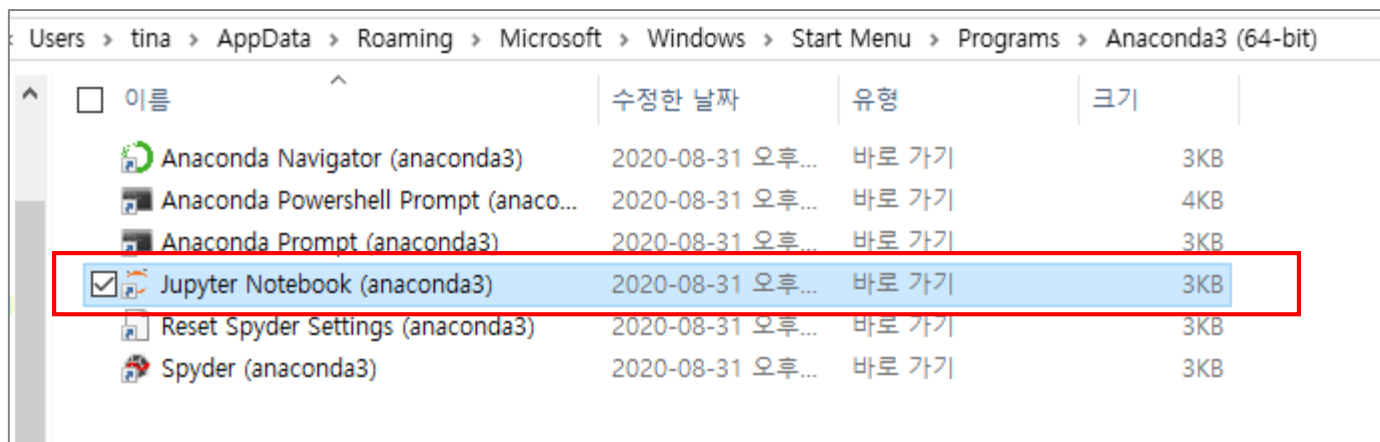 Users > tina > AppData > Roaming > Microsoft > Windows > Start Menu > Programs > Anaconda3 (64-bit)
이름 수정한 날짜 유형 크기
Anaconda Navigator (anaconda3) 2020-08-31 오후... 바로 가기 3KB
Anaconda Powershell Prompt (anaco... 2020-08-31 오후... 바로 가기 4KB
Anaconda Prompt (anaconda3) 2020-08-31 오후... 바로 가기 3KB
Jupyter Notebook (anaconda3) 2020-08-31 오후... 바로 가기 3KB
Reset Spyder Settings (anaconda3) 2020-08-31 오후... 바로 가기 3KB
Spyder (anaconda3) 2020-08-31 오후... 바로 가기 3KB